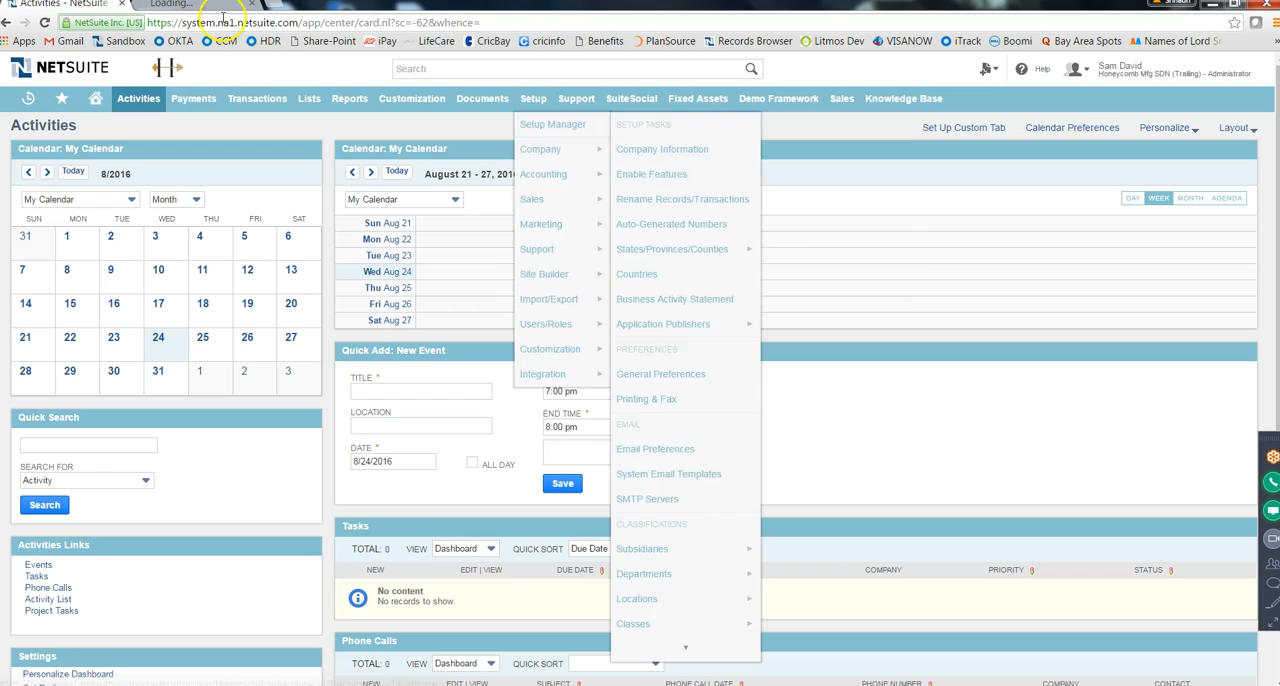 Activities - NetSuite
Loading...
NetSuite Inc. [US] https://system.na1.netsuite.com/app/center/card.nl?sc=-62&whence=
Apps Gmail Sandbox OKTA CCM HDR Share-Point iPay LifeCare CricBay cricinfo Benefits PlanSource Records Browser Litmos Dev VISANOW iTrack Boomi Bay Area Spots Names of Lord
NETSUITE
Search
Help
Sam David
Honeycomb Mfg SDN (Trailing) - Administrator
Activities Payments Transactions Lists Reports Customization Documents Setup Support SuiteSocial Fixed Assets Demo Framework Sales Knowledge Base
Activities
Set Up Custom Tab Calendar Preferences Personalize Layout
Calendar: My Calendar
Today 8/2016
My Calendar Month
SUN MON TUE WED THU FRI SAT
31 1 2 3 4 5 6
7 8 9 10 11 12 13
14 15 16 17 18 19 20
21 22 23 24 25 26 27
28 29 30 31 1 2 3
Quick Search
SEARCH FOR
Activity
Search
Activities Links
Events
Tasks
Phone Calls
Activity List
Project Tasks
Settings
Personalize Dashboard
Calendar: My Calendar
Today August 21 - 27, 201
My Calendar
DAY WEEK MONTH AGENDA
Sun Aug 21
Mon Aug 22
Tue Aug 23
Wed Aug 24
Thu Aug 25
Fri Aug 26
Sat Aug 27
Quick Add: New Event
TITLE *
LOCATION
DATE *
8/24/2016
ALL DAY
7:00 pm
END TIME *
8:00 pm
Save
Tasks
TOTAL: 0 VIEW Dashboard QUICK SORT Due Date
NEW EDIT | VIEW DUE DATE COMPANY PRIORITY STATUS
No content
No records to show.
Phone Calls
TOTAL: 0 VIEW Dashboard QUICK SORT
NEW EDIT | VIEW SUBJECT PHONE CALL DATE PHONE NUMBER COMPANY CONTACT
Setup Manager
Company
Accounting
Sales
Marketing
Support
Site Builder
Import/Export
Users/Roles
Customization
Integration
SETUP TASKS
Company Information
Enable Features
Rename Records/Transactions
Auto-Generated Numbers
States/Provinces/Counties
Countries
Business Activity Statement
Application Publishers
PREFERENCES
General Preferences
Printing & Fax
EMAIL
Email Preferences
System Email Templates
SMTP Servers
CLASSIFICATIONS
Subsidiaries
Departments
Locations
Classes